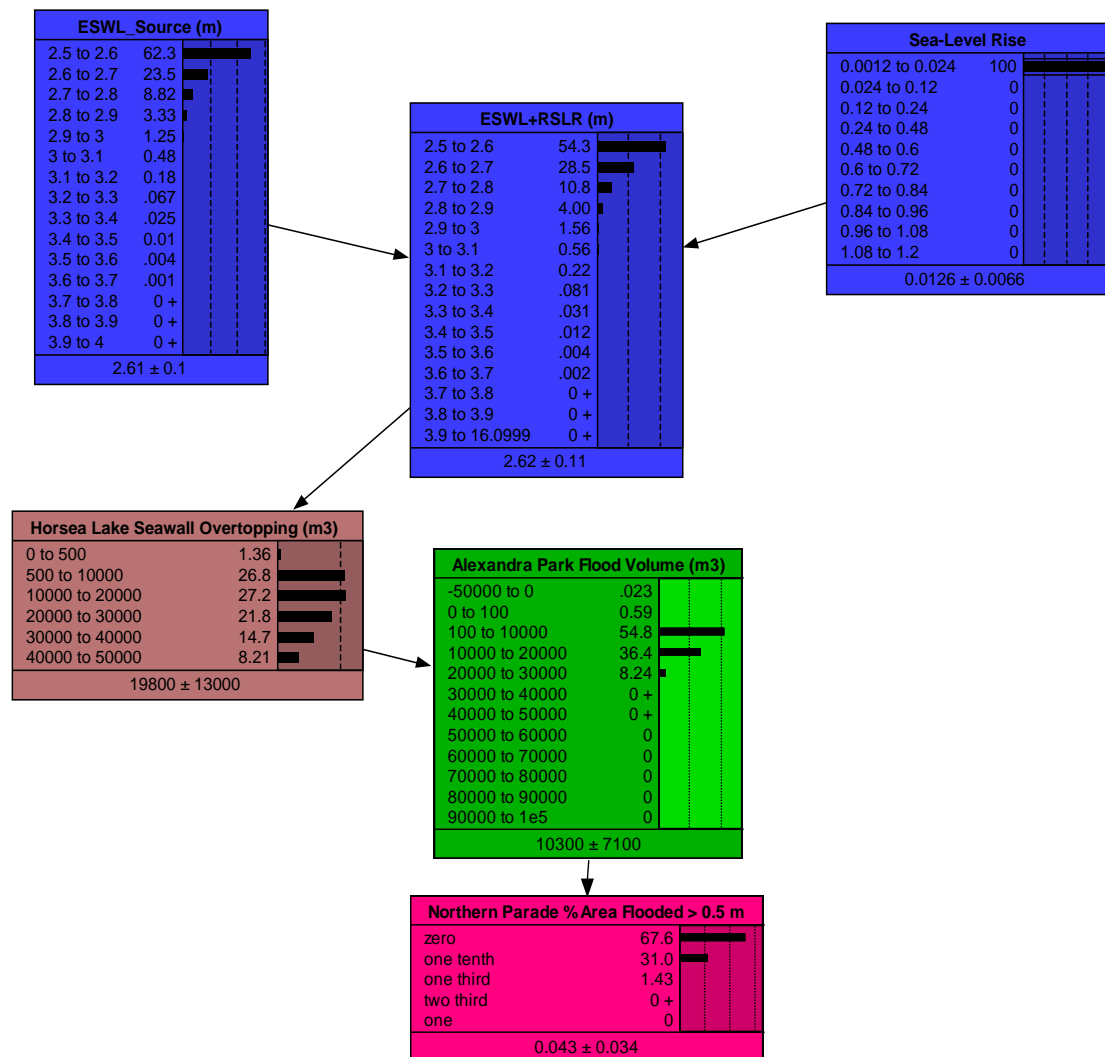 ESWL_Source (m)
2.5 to 2.6 62.3
2.6 to 2.7 23.5
2.7 to 2.8 8.82
2.8 to 2.9 3.33
2.9 to 3 1.25
3 to 3.1 0.48
3.1 to 3.2 0.18
3.2 to 3.3 .067
3.3 to 3.4 .025
3.4 to 3.5 0.01
3.5 to 3.6 .004
3.6 to 3.7 .001
3.7 to 3.8 0 +
3.8 to 3.9 0 +
3.9 to 4 0 +
2.61 ± 0.1
Sea-Level Rise
0.0012 to 0.024 100
0.024 to 0.12 0
0.12 to 0.24 0
0.24 to 0.48 0
0.48 to 0.6 0
0.6 to 0.72 0
0.72 to 0.84 0
0.84 to 0.96 0
0.96 to 1.08 0
1.08 to 1.2 0
0.0126 ± 0.0066
ESWL+RSLR (m)
2.5 to 2.6 54.3
2.6 to 2.7 28.5
2.7 to 2.8 10.8
2.8 to 2.9 4.00
2.9 to 3 1.56
3 to 3.1 0.56
3.1 to 3.2 0.22
3.2 to 3.3 .081
3.3 to 3.4 .031
3.4 to 3.5 .012
3.5 to 3.6 .004
3.6 to 3.7 .002
3.7 to 3.8 0 +
3.8 to 3.9 0 +
3.9 to 16.0999 0 +
2.62 ± 0.11
Horsea Lake Seawall Overtopping (m3)
0 to 500 1.36
500 to 10000 26.8
10000 to 20000 27.2
20000 to 30000 21.8
30000 to 40000 14.7
40000 to 50000 8.21
19800 ± 13000
Alexandra Park Flood Volume (m3)
-50000 to 0 .023
0 to 100 0.59
100 to 10000 54.8
10000 to 20000 36.4
20000 to 30000 8.24
30000 to 40000 0 +
40000 to 50000 0 +
50000 to 60000 0
60000 to 70000 0
70000 to 80000 0
80000 to 90000 0
90000 to 1e5 0
10300 ± 7100
Northern Parade % Area Flooded > 0.5 m
zero 67.6
one tenth 31.0
one third 1.43
two third 0 +
one 0
0.043 ± 0.034